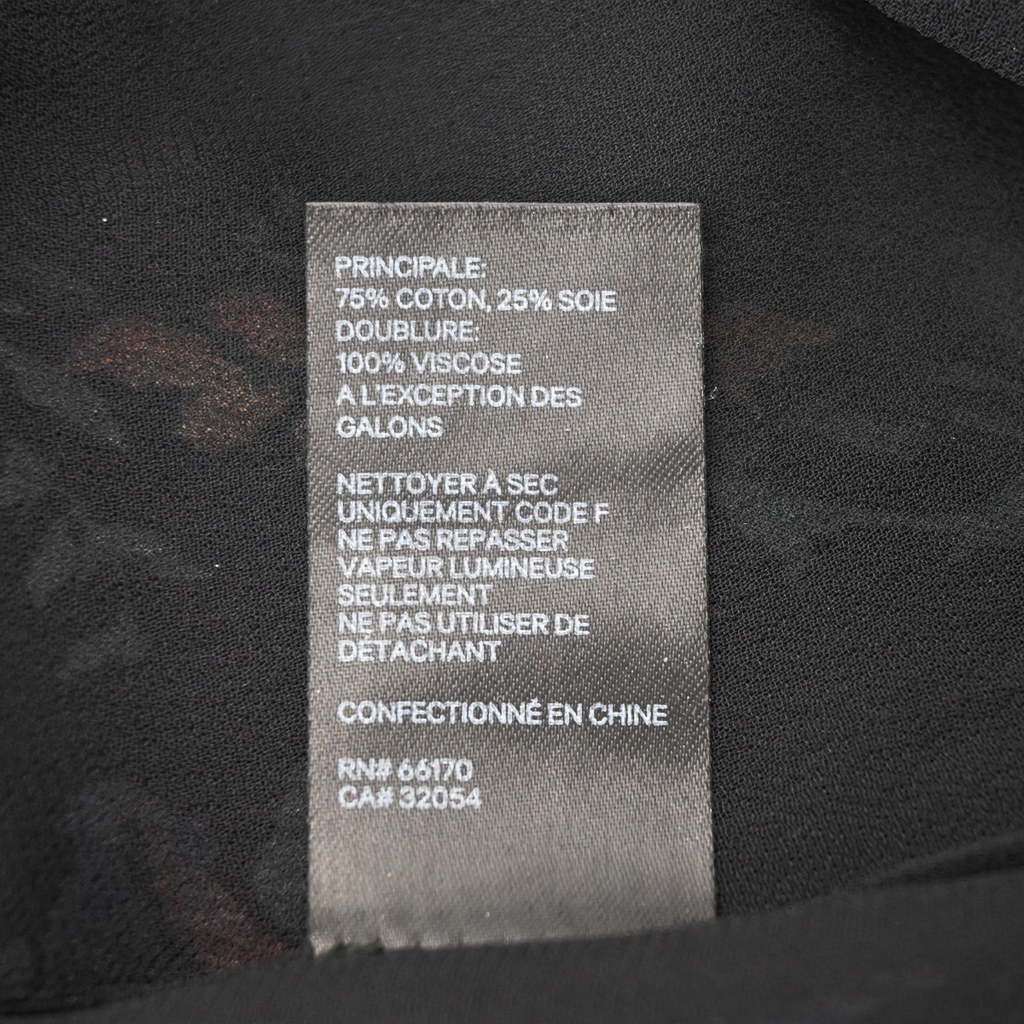 PRINCIPALE:
75% COTON, 25% SOIE
DOUBLURE:
100% VISCOSE
A L'EXCEPTION DES
GALONS
NETTOYER À SEC
UNIQUEMENT CODE F
NE PAS REPASSER
VAPEUR LUMINEUSE
SEULEMENT
NE PAS UTILISER DE
DÉTACHANT
CONFECTIONNÉ EN CHINE
RN# 66170
CA# 32054